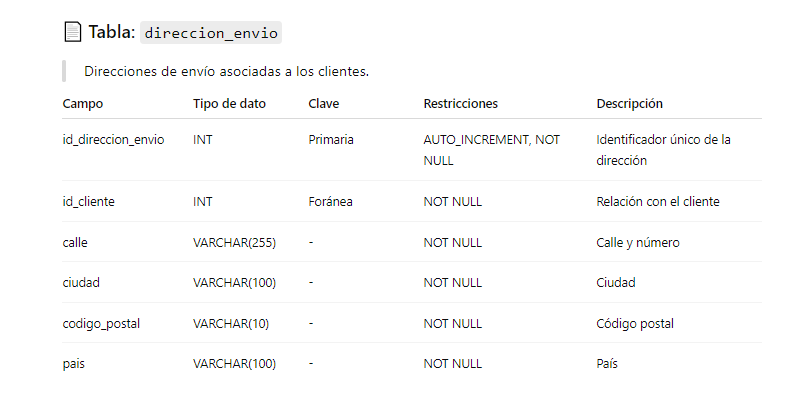 Tabla: direccion_envio
Direcciones de envío asociadas a los clientes.
Campo Tipo de dato Clave Restricciones Descripción
id_direccion_envio INT Primaria AUTO_INCREMENT, NOT NULL Identificador único de la dirección
id_cliente INT Foránea NOT NULL Relación con el cliente
calle VARCHAR(255) - NOT NULL Calle y número
ciudad VARCHAR(100) - NOT NULL Ciudad
codigo_postal VARCHAR(10) - NOT NULL Código postal
pais VARCHAR(100) - NOT NULL País